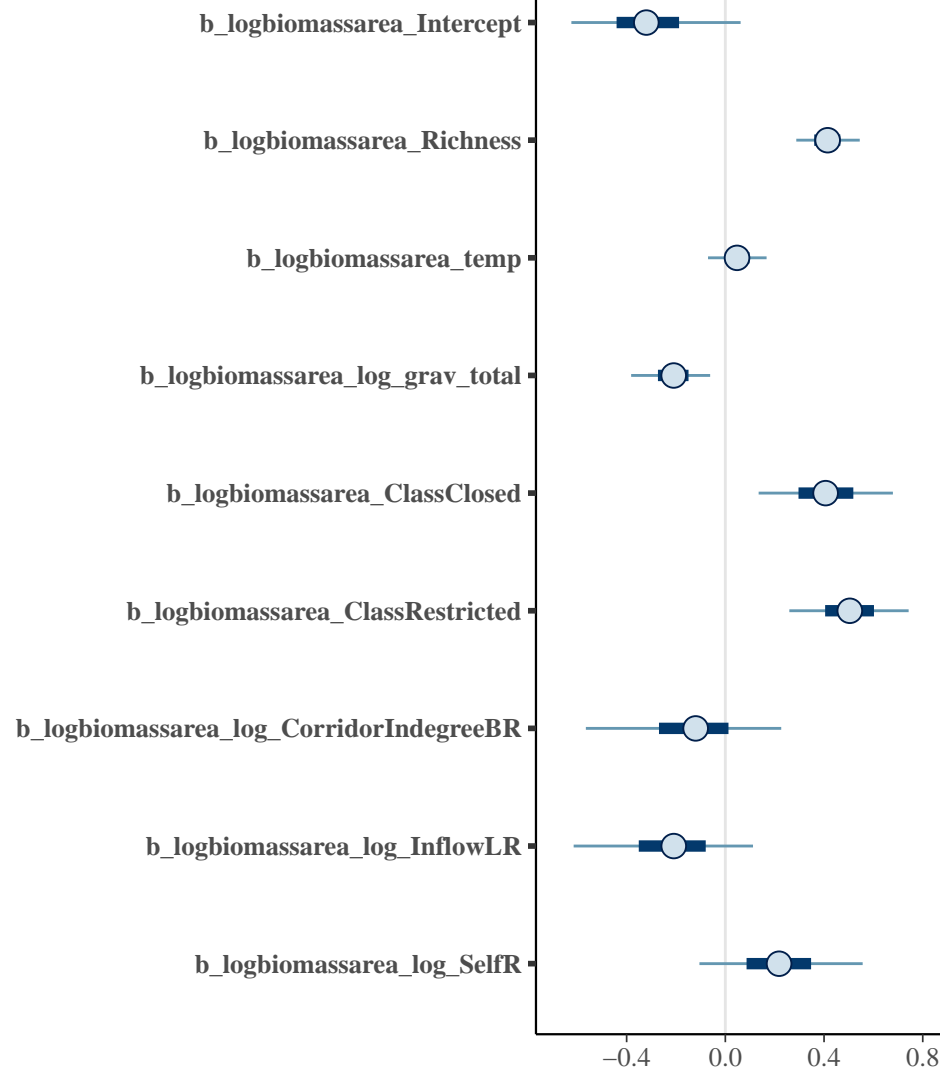 b_logbiomassarea_Intercept
b_logbiomassarea_Richness
b_logbiomassarea_temp
b_logbiomassarea_log_grav_total
b_logbiomassarea_ClassClosed
b_logbiomassarea_ClassRestricted
b_logbiomassarea_log_CorridorIndegreeBR
b_logbiomassarea_log_InflowLR
b_logbiomassarea_log_SelfR
−0.4 0.0 0.4 0.8